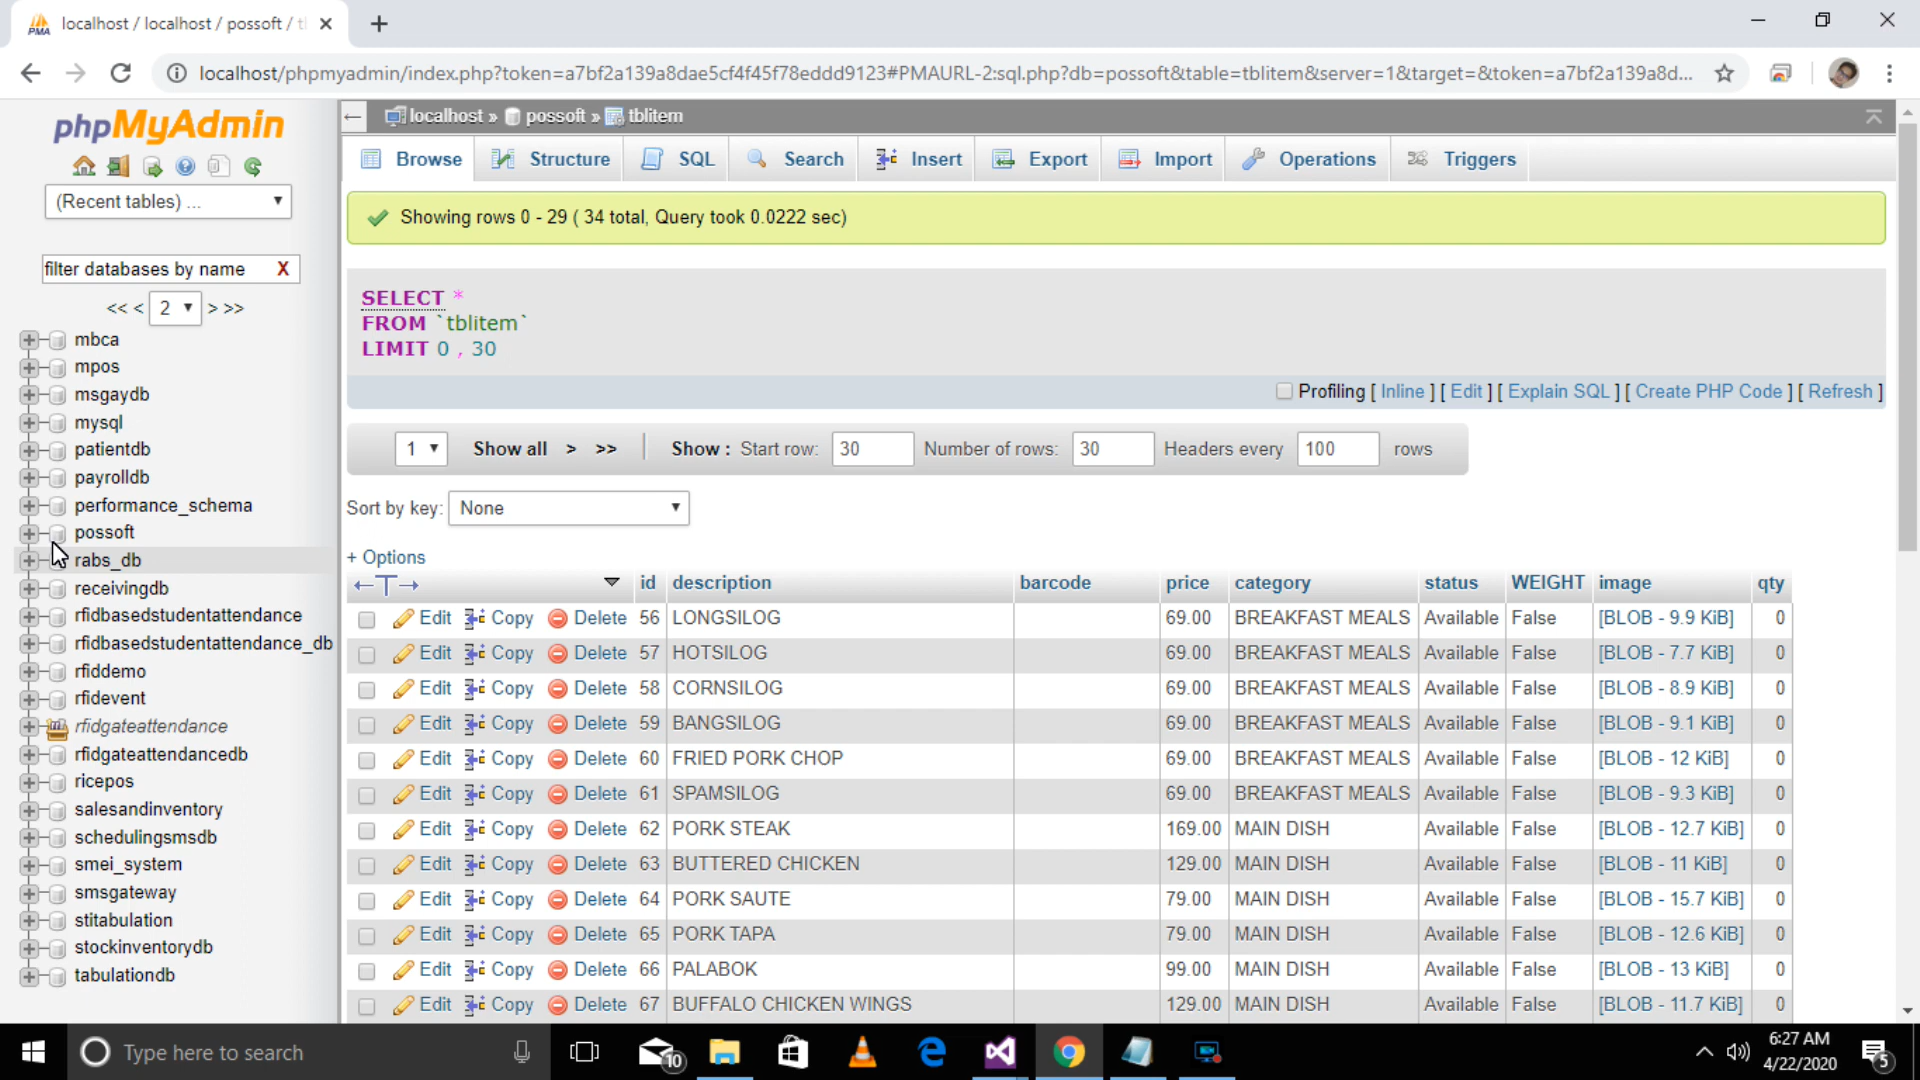 localhost / localhost / possoft / t
localhost/phpmyadmin/index.php?token=a7bf2a139a8dae5cf4f45f78eddd9123#PMAURL-2:sql.php?db=possoft&table=tblitem&server=1&target=&token=a7bf2a139a8d...
phpMyAdmin
(Recent tables) ...
filter databases by name X
<< < 2 > >>
mbca
mpos
msgaydb
mysql
patientdb
payrolldb
performance_schema
possoft
rabs_db
receivingdb
rfidbasedstudentattendance
rfidbasedstudentattendance_db
rfiddemo
rfidevent
rfidgateattendance
rfidgateattendancedb
ricepos
salesandinventory
schedulingsmsdb
smei_system
smsgateway
stitabulation
stockinventorydb
tabulationdb
localhost » possoft » tblitem
Browse Structure SQL Search Insert Export Import Operations Triggers
Showing rows 0 - 29 ( 34 total, Query took 0.0222 sec)
SELECT *
FROM `tblitem`
LIMIT 0 , 30
Profiling [ Inline ] [ Edit ] [ Explain SQL ] [ Create PHP Code ] [ Refresh ]
1 Show all > >> Show : Start row: 30 Number of rows: 30 Headers every 100 rows
Sort by key: None
+ Options
←T→ id description barcode price category status WEIGHT image qty
Edit Copy Delete 56 LONGSILOG 69.00 BREAKFAST MEALS Available False [BLOB - 9.9 KiB] 0
Edit Copy Delete 57 HOTSILOG 69.00 BREAKFAST MEALS Available False [BLOB - 7.7 KiB] 0
Edit Copy Delete 58 CORNSILOG 69.00 BREAKFAST MEALS Available False [BLOB - 8.9 KiB] 0
Edit Copy Delete 59 BANGSILOG 69.00 BREAKFAST MEALS Available False [BLOB - 9.1 KiB] 0
Edit Copy Delete 60 FRIED PORK CHOP 69.00 BREAKFAST MEALS Available False [BLOB - 12 KiB] 0
Edit Copy Delete 61 SPAMSILOG 69.00 BREAKFAST MEALS Available False [BLOB - 9.3 KiB] 0
Edit Copy Delete 62 PORK STEAK 169.00 MAIN DISH Available False [BLOB - 12.7 KiB] 0
Edit Copy Delete 63 BUTTERED CHICKEN 129.00 MAIN DISH Available False [BLOB - 11 KiB] 0
Edit Copy Delete 64 PORK SAUTE 79.00 MAIN DISH Available False [BLOB - 15.7 KiB] 0
Edit Copy Delete 65 PORK TAPA 79.00 MAIN DISH Available False [BLOB - 12.6 KiB] 0
Edit Copy Delete 66 PALABOK 99.00 MAIN DISH Available False [BLOB - 13 KiB] 0
Edit Copy Delete 67 BUFFALO CHICKEN WINGS 129.00 MAIN DISH Available False [BLOB - 11.7 KiB] 0
Type here to search
10
6:27 AM
4/22/2020
5